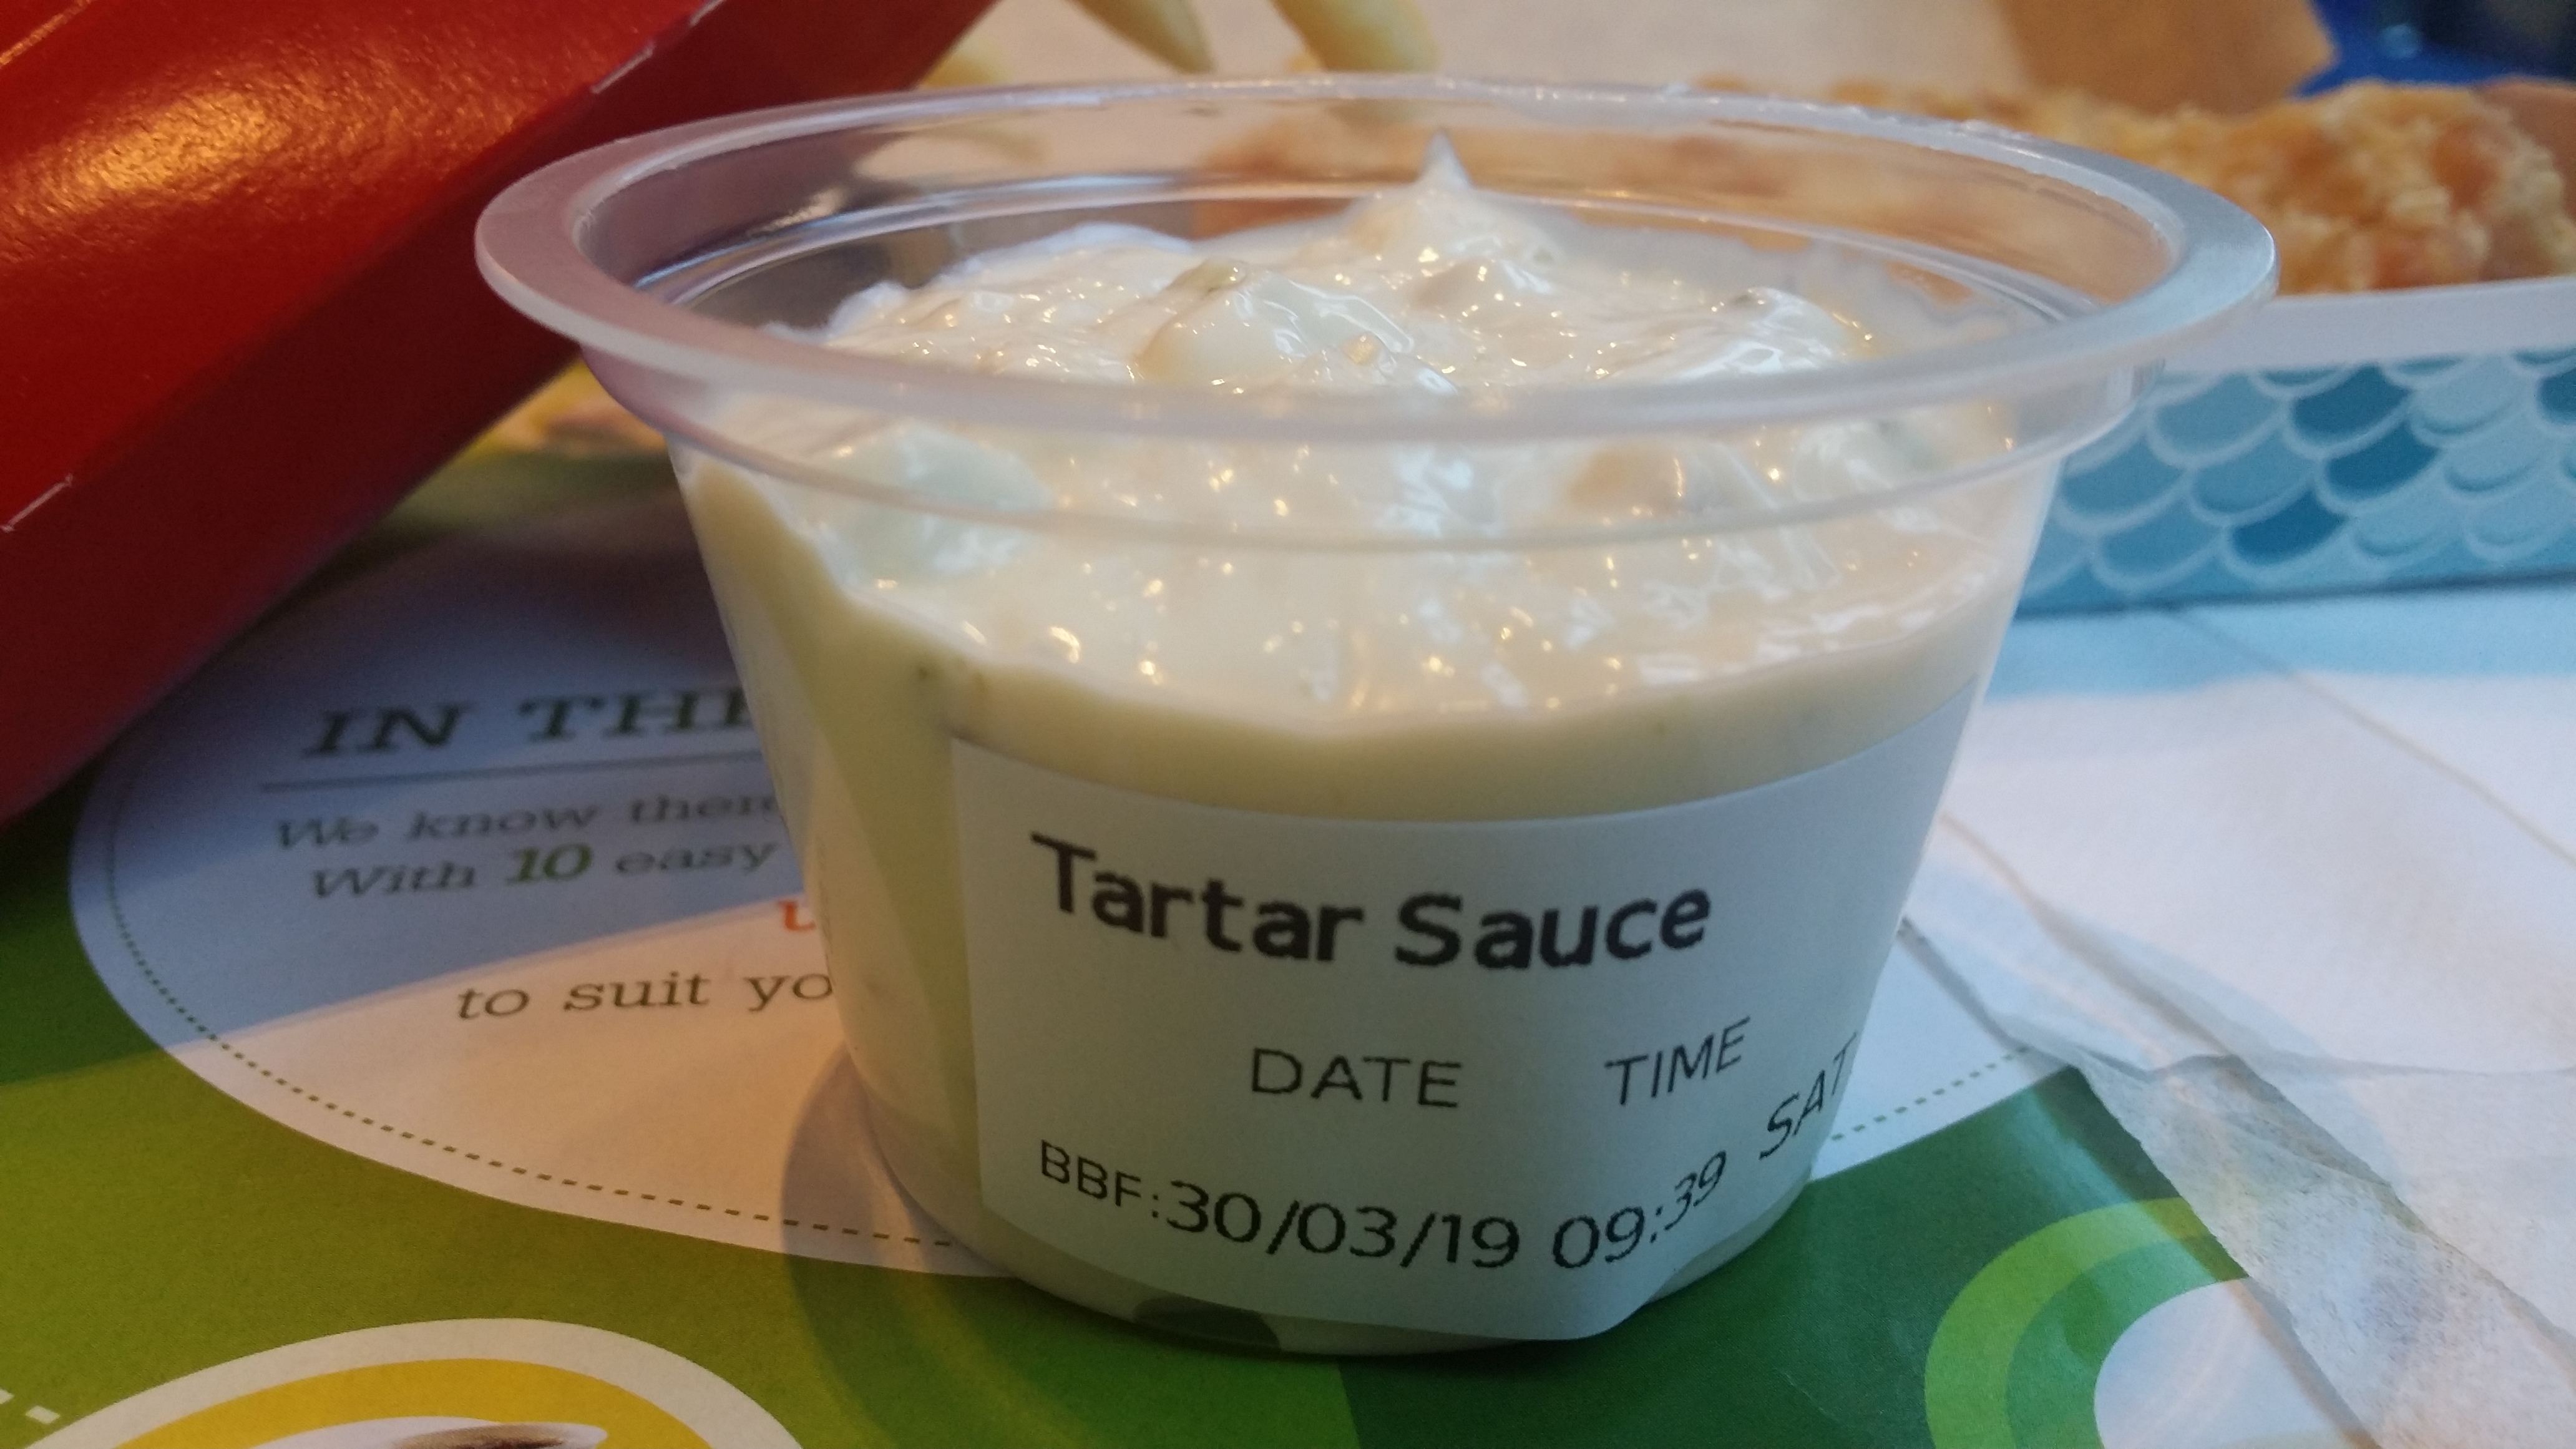 IN THE
We know them
With 10 easy
to suit yo
Tartar Sauce
DATE TIME
BBF:30/03/19 09:39 SAT